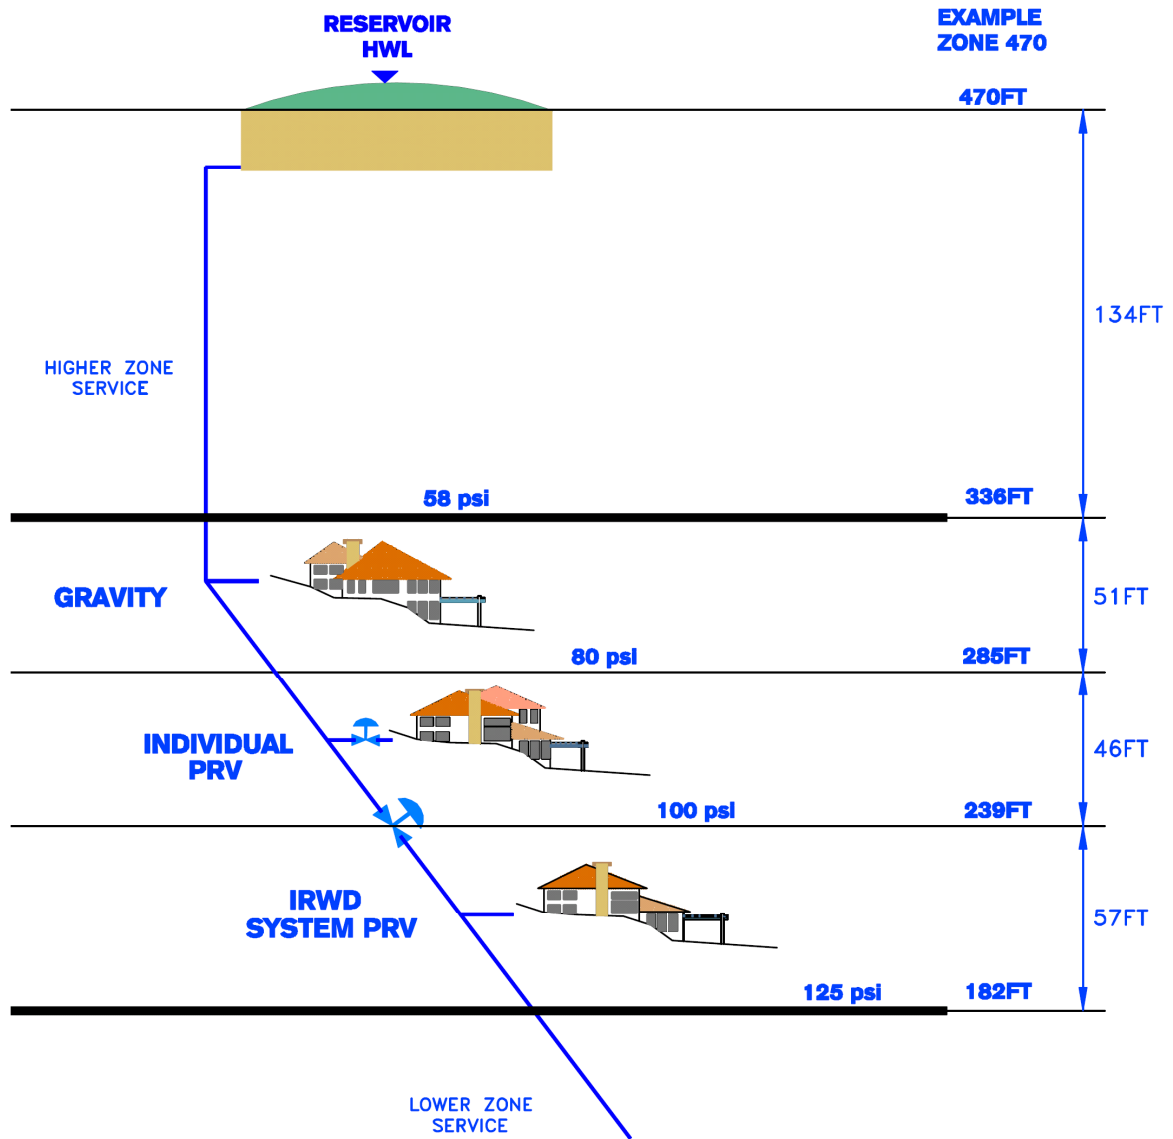 RESERVOIR
HWL
EXAMPLE
ZONE 470
470FT
134FT
HIGHER ZONE
SERVICE
58 psi
336FT
GRAVITY
51FT
80 psi
285FT
INDIVIDUAL
PRV
46FT
100 psi
239FT
IRWD
SYSTEM PRV
57FT
125 psi
182FT
LOWER ZONE
SERVICE